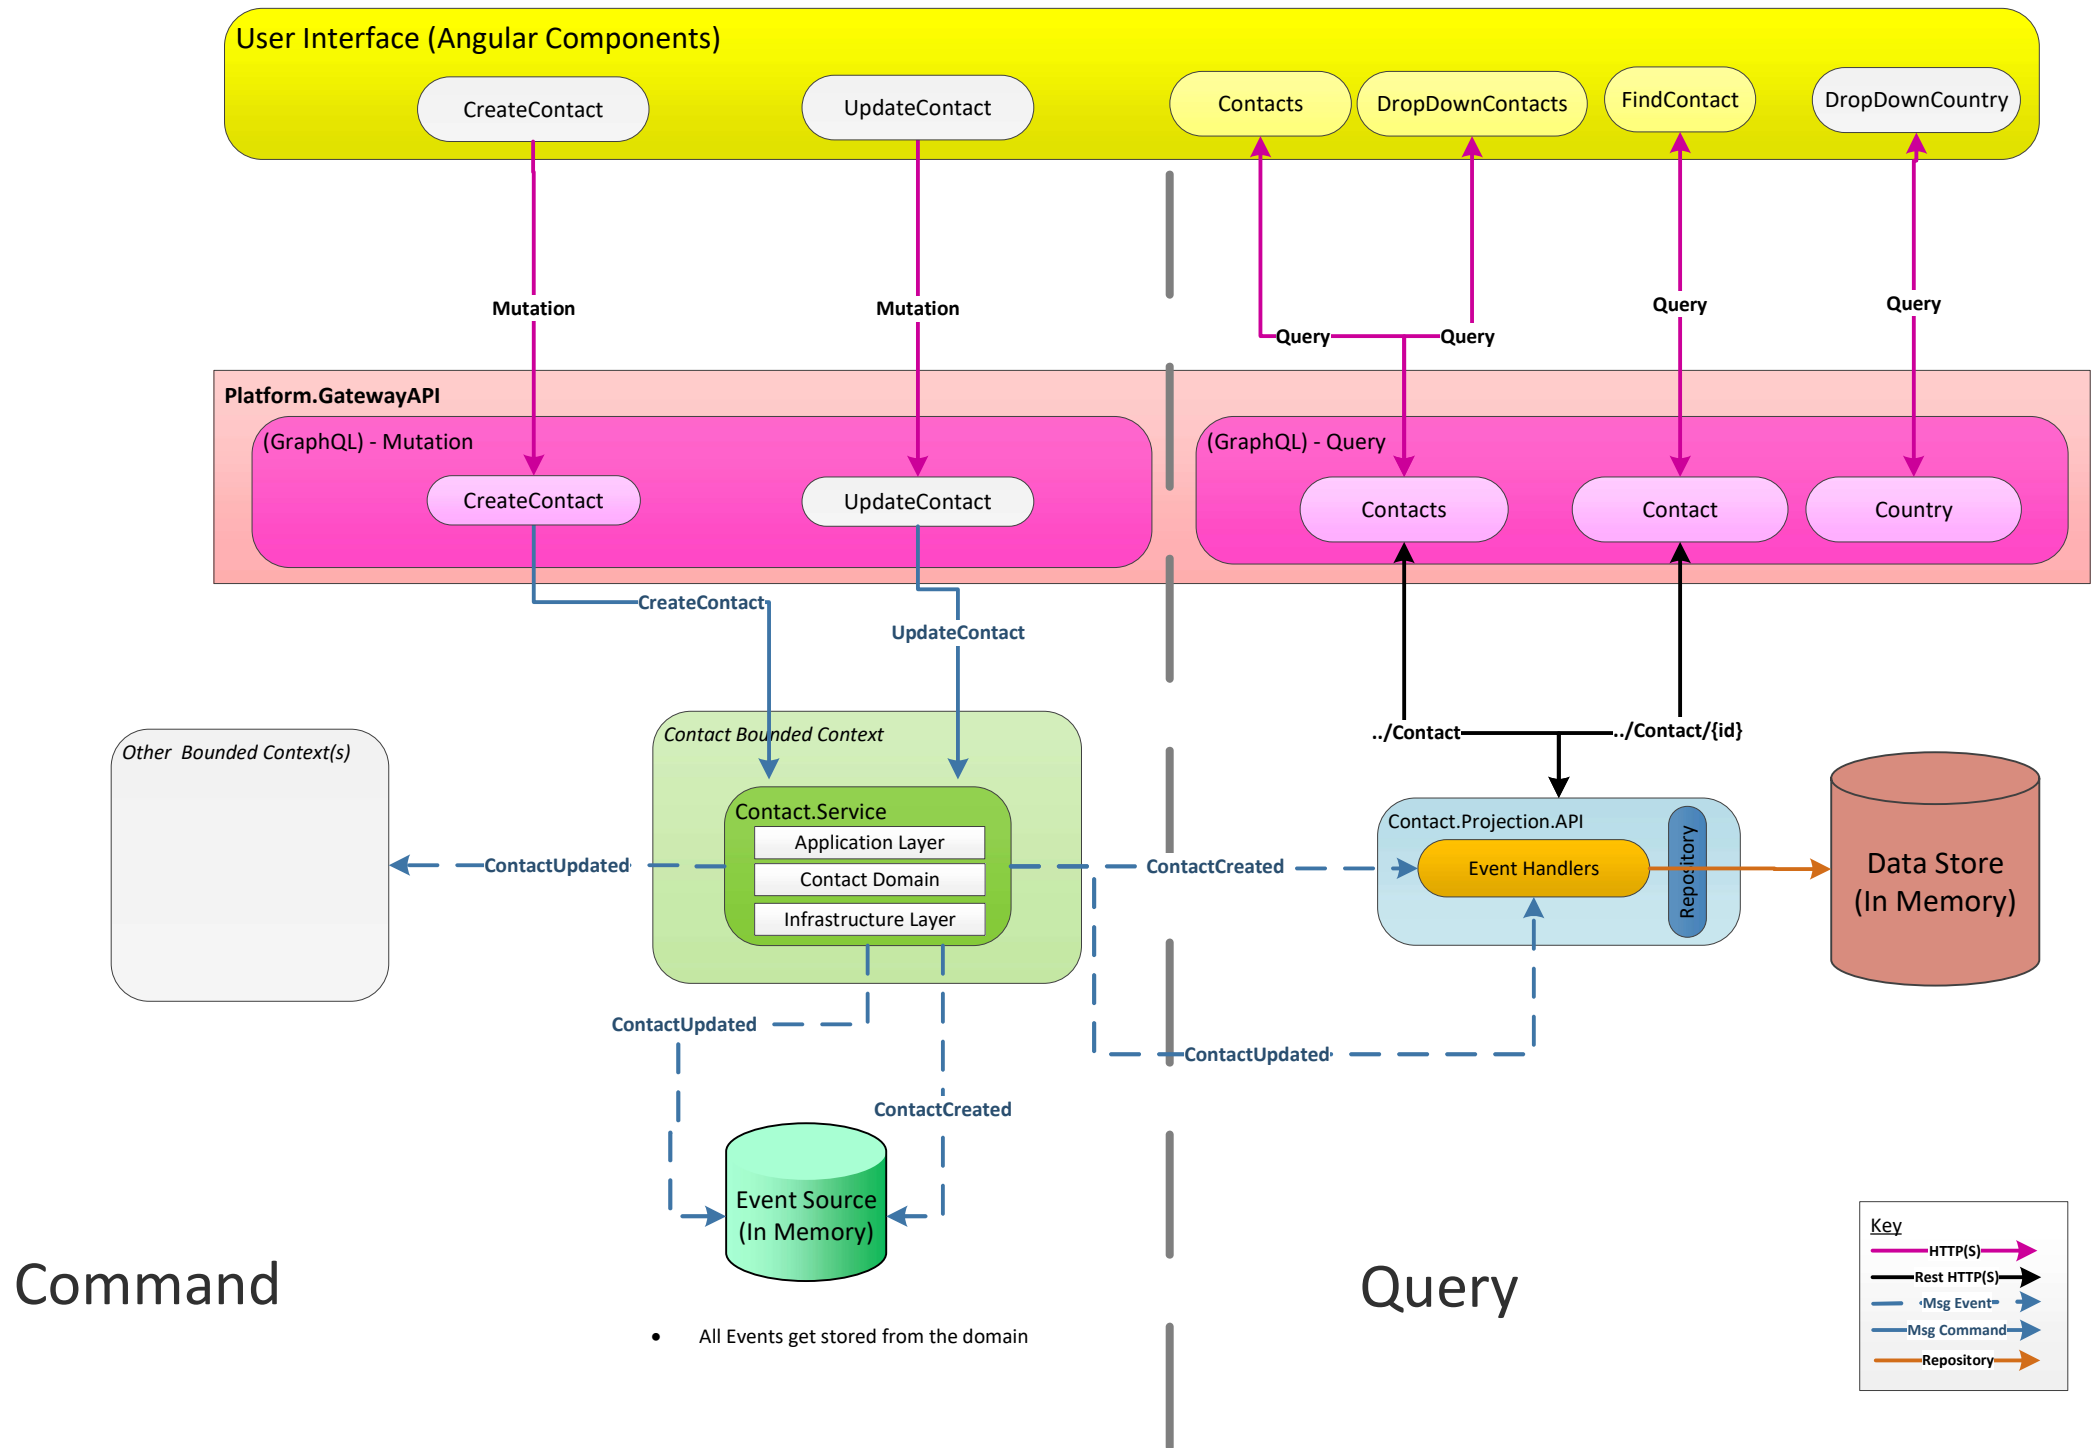 User Interface (Angular Components)
CreateContact
UpdateContact
Contacts
DropDownContacts
FindContact
DropDownCountry
Mutation
Mutation
Query
Query
Query
Query
Platform.GatewayAPI
(GraphQL) - Mutation
(GraphQL) - Query
CreateContact
UpdateContact
Contacts
Contact
Country
CreateContact
UpdateContact
../Contact
../Contact/{id}
Other  Bounded Context(s)
Contact Bounded Context
Contact.Service
Application Layer
Contact Domain
Infrastructure Layer
ContactUpdated
ContactCreated
Contact.Projection.API
Event Handlers
Repository
Data Store
(In Memory)
ContactUpdated
ContactUpdated
ContactCreated
Event Source
(In Memory)
Command
Query
• All Events get stored from the domain
Key
HTTP(S)
Rest HTTP(S)
Msg Event
Msg Command
Repository